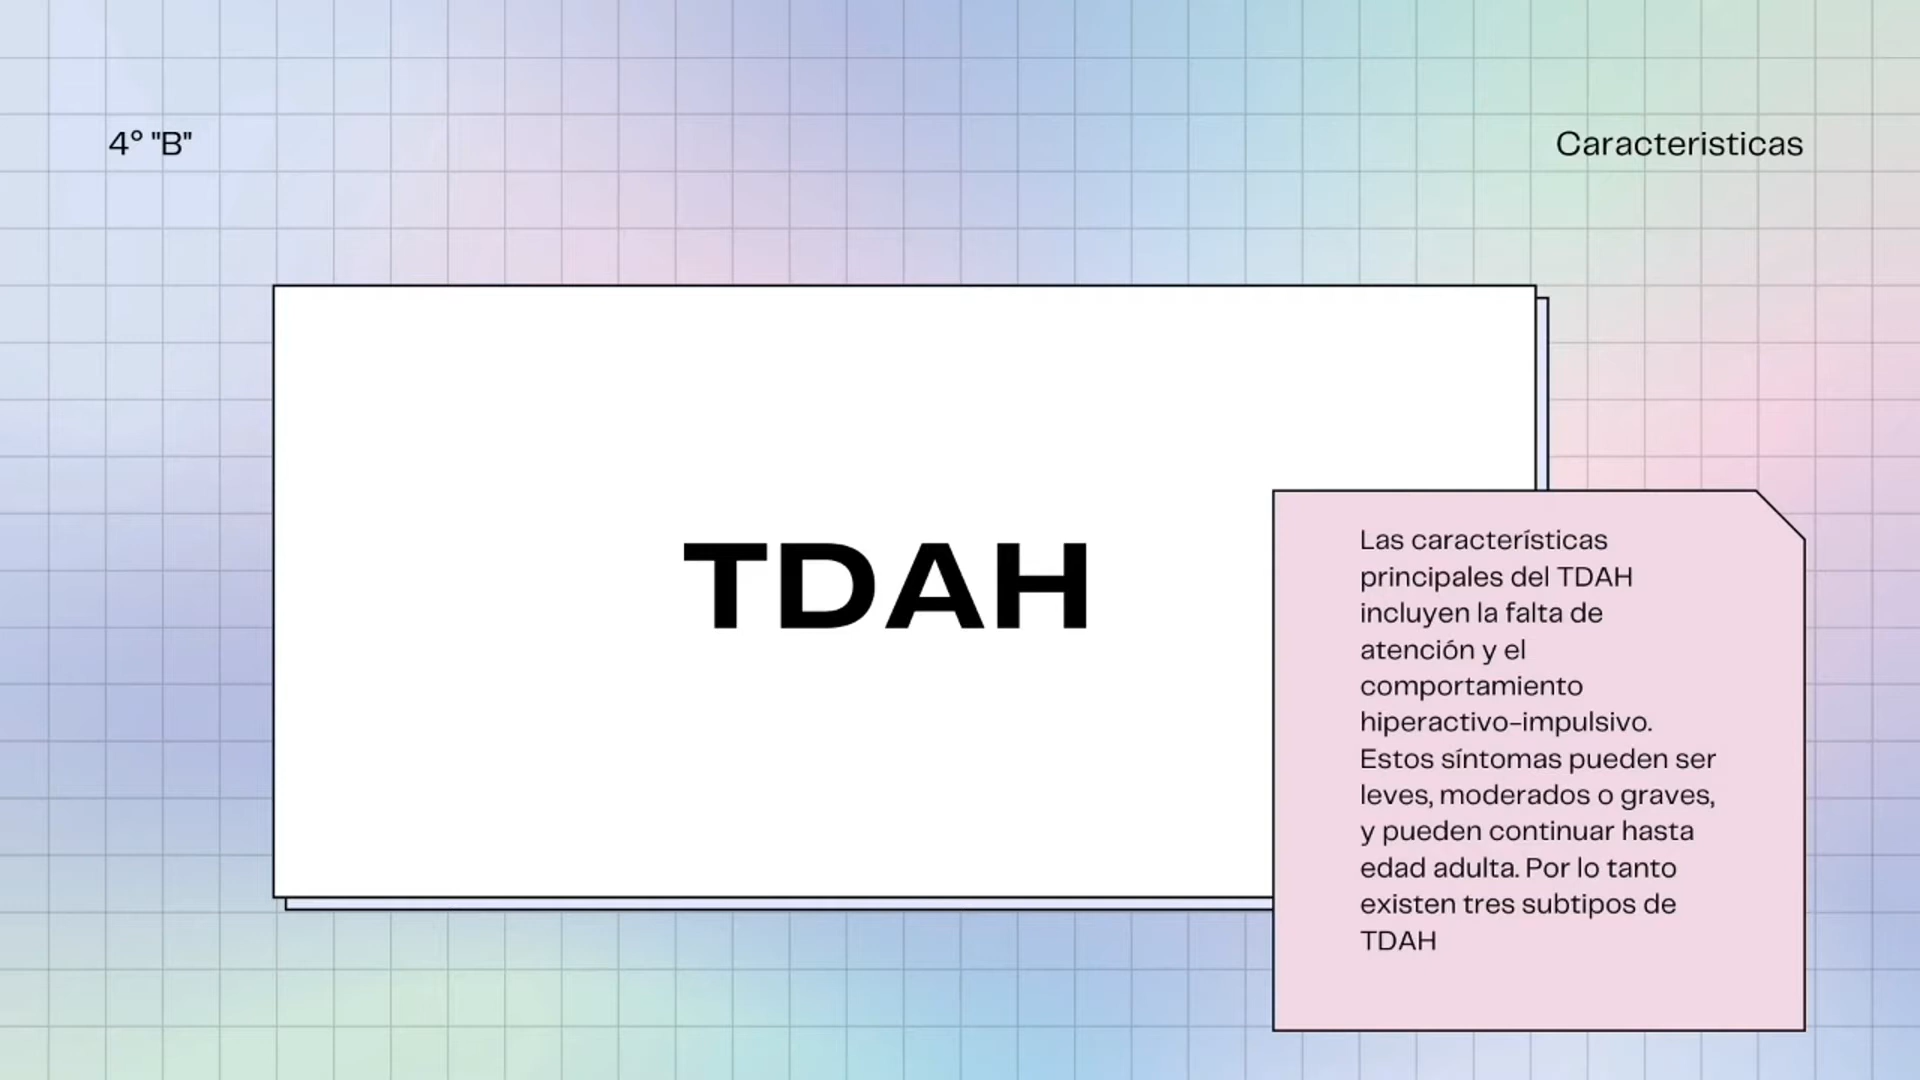 4° "B"
Caracteristicas
TDAH
Las características
principales del TDAH
incluyen la falta de
atención y el
comportamiento
hiperactivo-impulsivo.
Estos síntomas pueden ser
leves, moderados o graves,
y pueden continuar hasta
edad adulta. Por lo tanto
existen tres subtipos de
TDAH